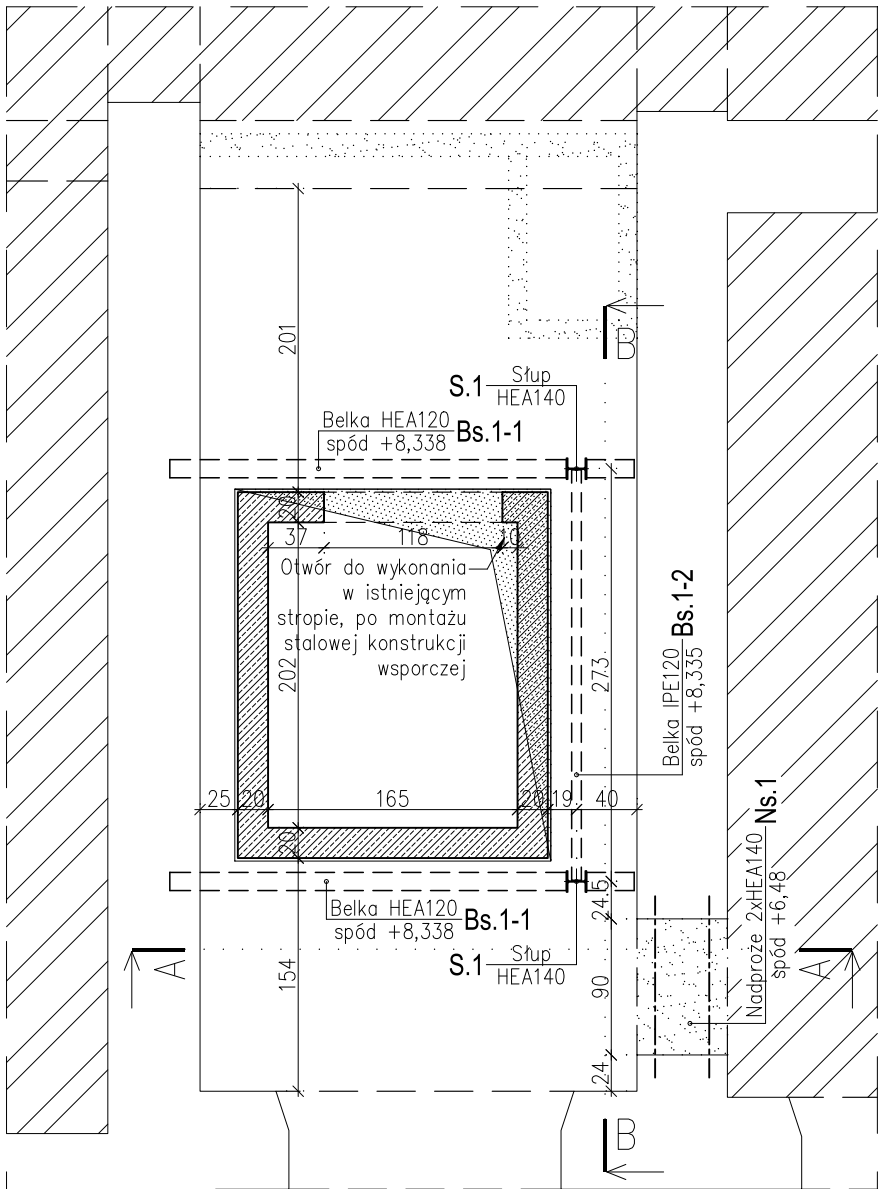 201
B
S.1 Słup
HEA140
Belka HEA120 Bs.1-1
spód +8,338
20
37 118 10
Otwór do wykonania
w istniejącym
stropie, po montażu
stalowej konstrukcji
wsporczej
202
273
Belka IPE120 Bs.1-2
spód +8,335
25 20 165 20 19 40
20
Belka HEA120 Bs.1-1
spód +8,338
24.5
Nadproże 2xHEA140 Ns.1
spód +6,48
S.1 Słup
HEA140
A
A
154
90
24
B